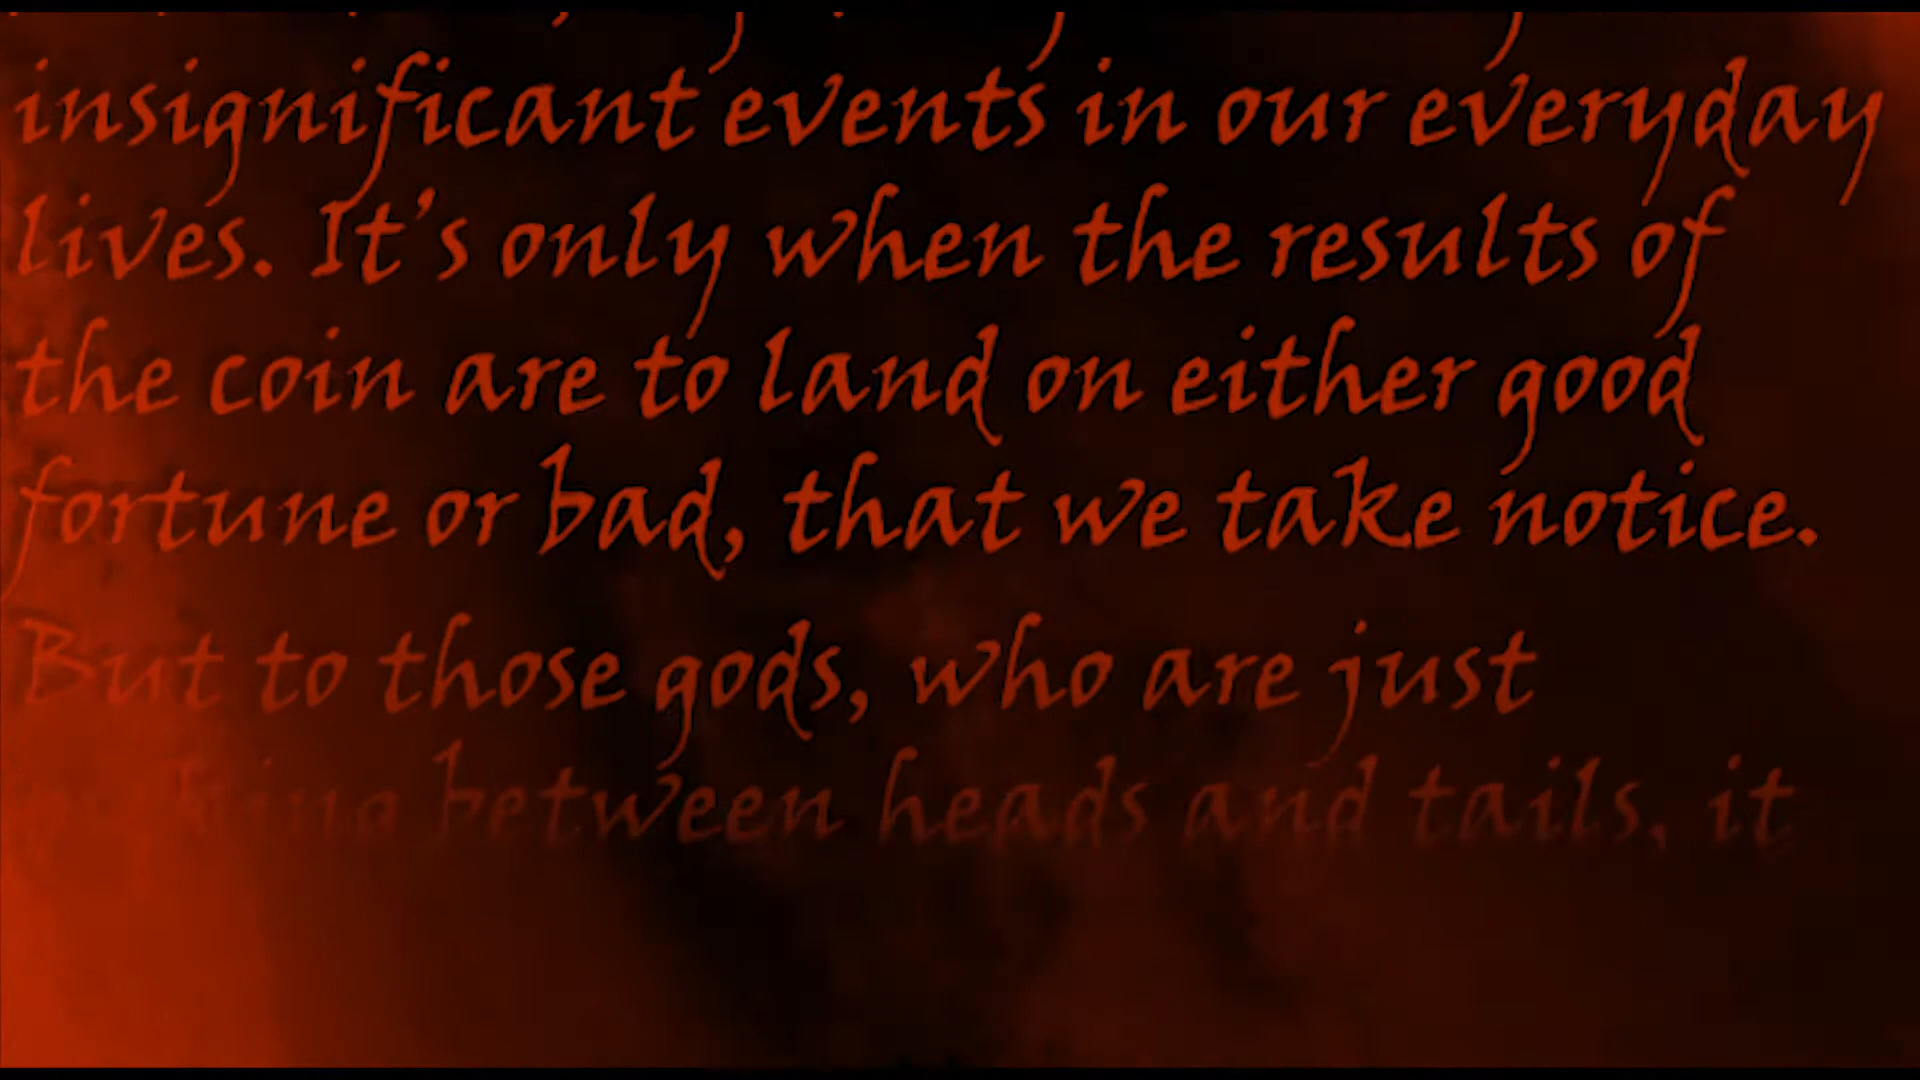 insignificant events in our everyday
lives. It's only when the results of
the coin are to land on either good
fortune or bad, that we take notice.
But to those gods, who are just
between heads and tails, it